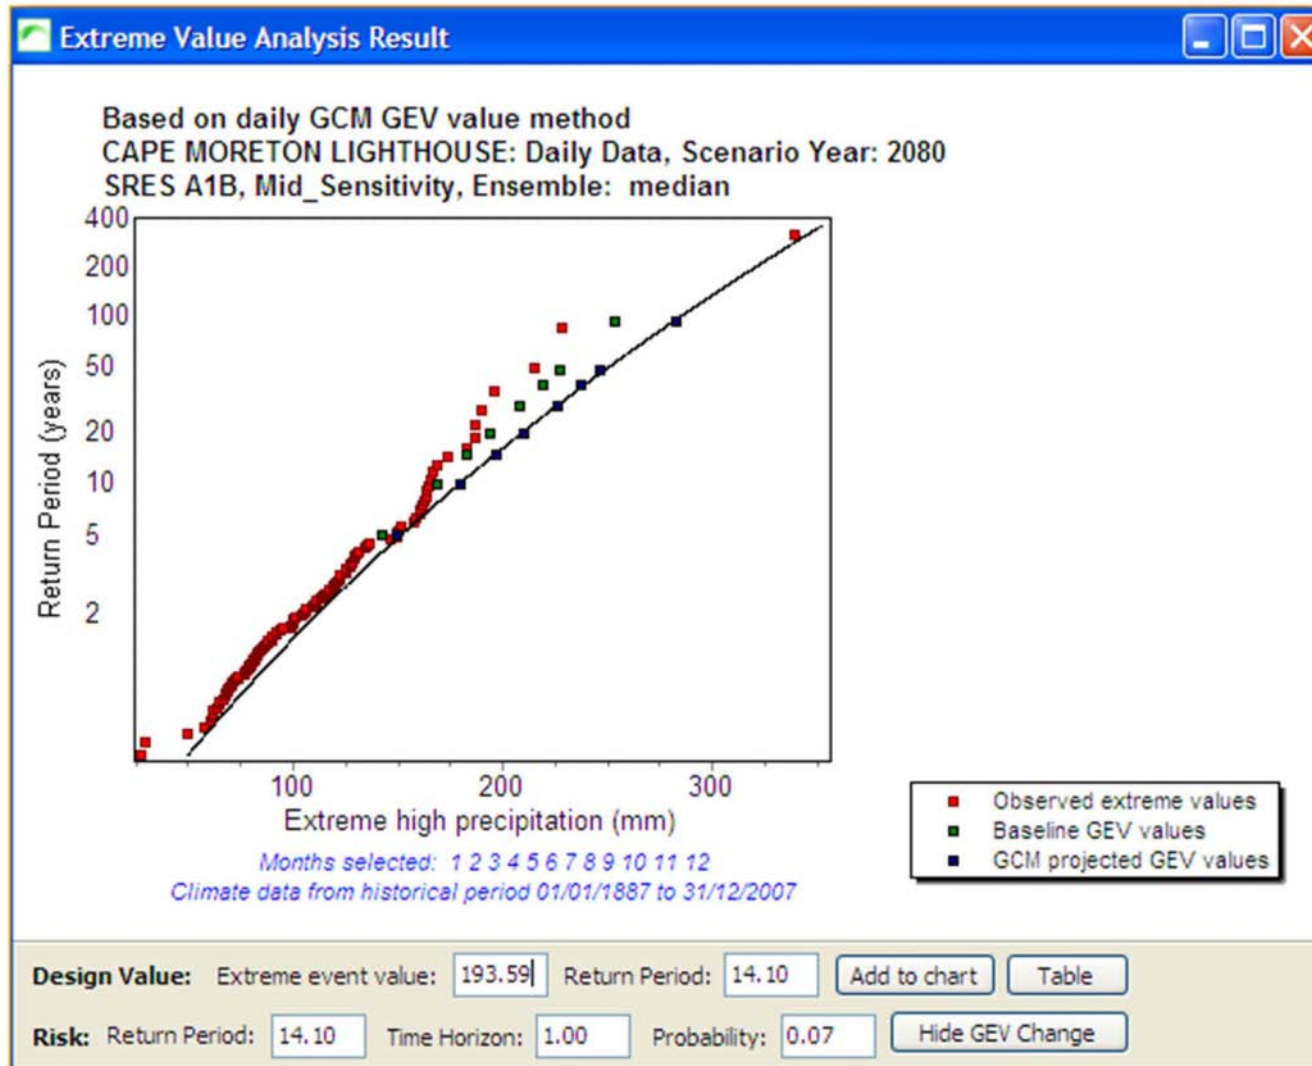 Extreme Value Analysis Result
Based on daily GCM GEV value method
CAPE MORETON LIGHTHOUSE: Daily Data, Scenario Year: 2080
SRES A1B, Mid_Sensitivity, Ensemble: median
400
200
100
50
20
10
5
2
Return Period (years)
100 200 300
Extreme high precipitation (mm)
Months selected: 1 2 3 4 5 6 7 8 9 10 11 12
Climate data from historical period 01/01/1887 to 31/12/2007
Observed extreme values
Baseline GEV values
GCM projected GEV values
Design Value: Extreme event value: 193.59 Return Period: 14.10 Add to chart Table
Risk: Return Period: 14.10 Time Horizon: 1.00 Probability: 0.07 Hide GEV Change